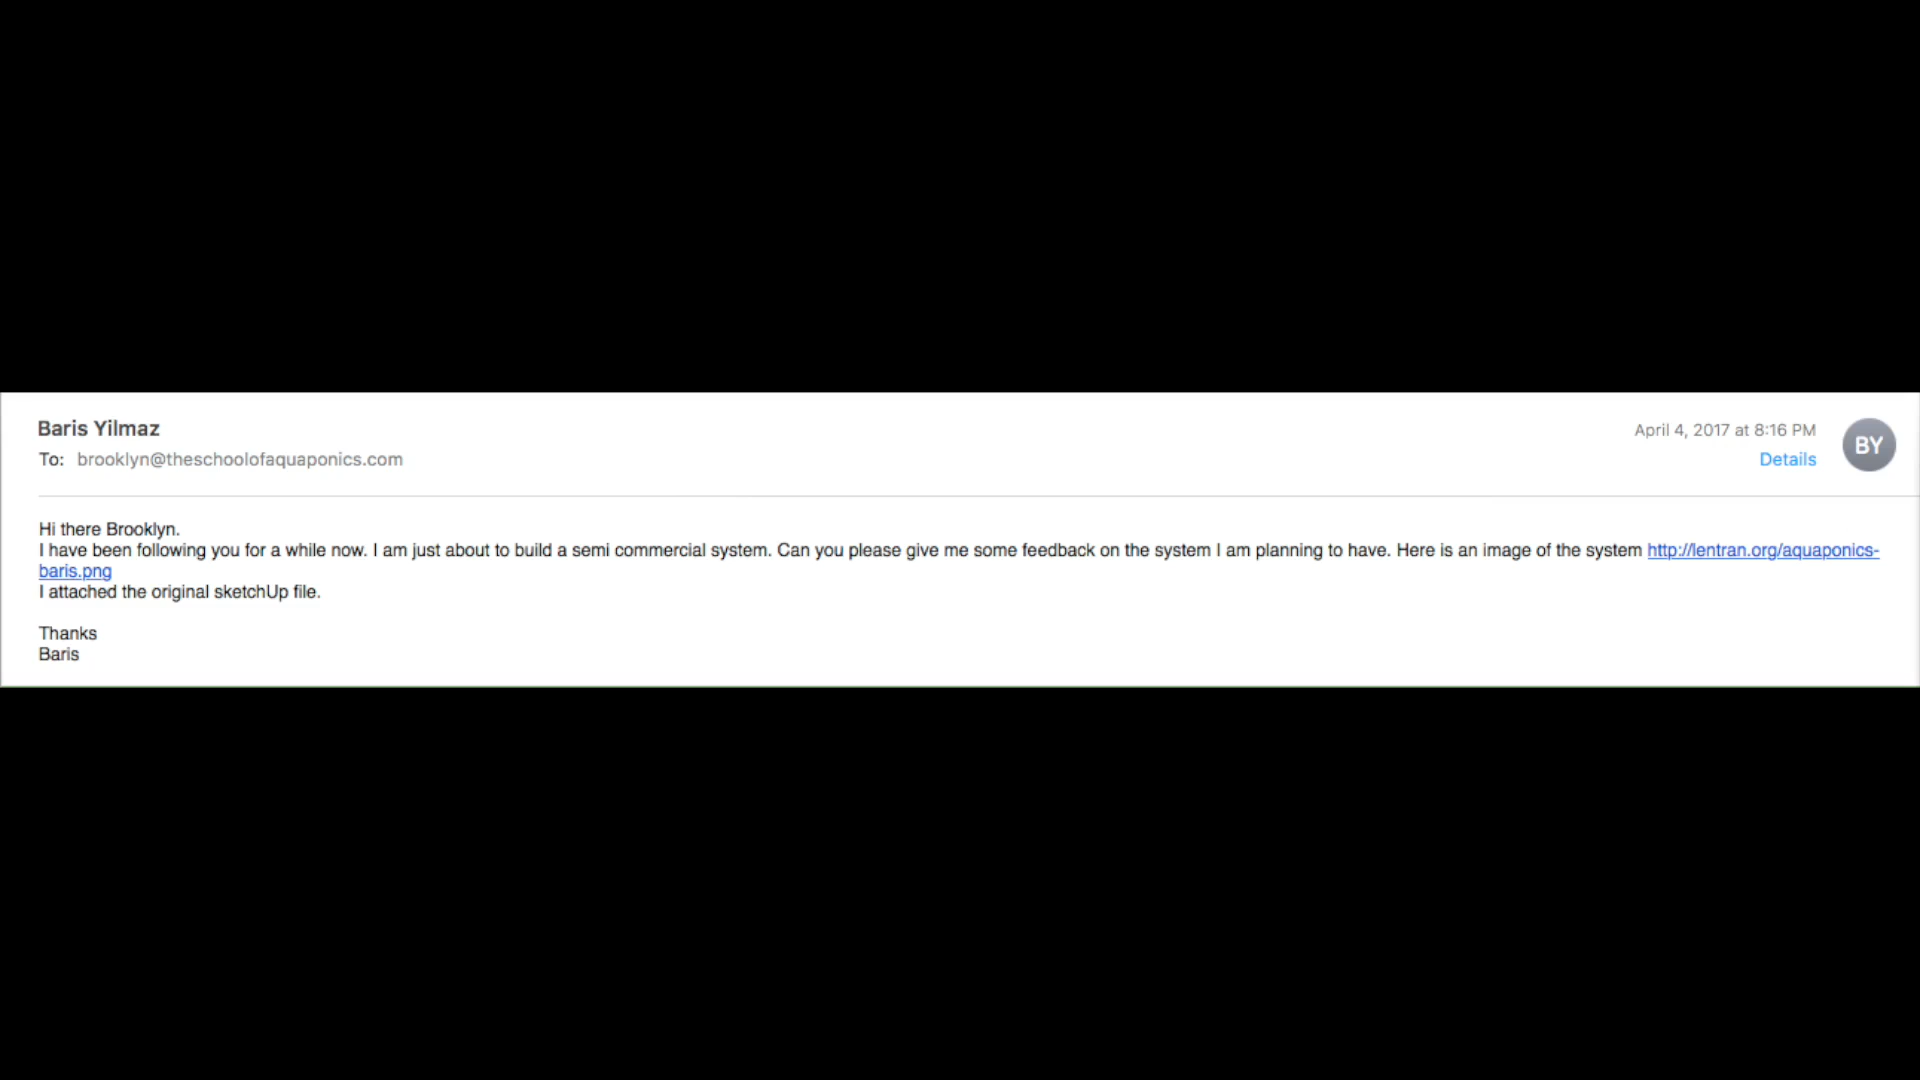 Baris Yilmaz
April 4, 2017 at 8:16 PM
BY
To: brooklyn@theschoolofaquaponics.com
Details
Hi there Brooklyn.
I have been following you for a while now. I am just about to build a semi commercial system. Can you please give me some feedback on the system I am planning to have. Here is an image of the system http://lentran.org/aquaponics-
baris.png
I attached the original sketchUp file.
Thanks
Baris